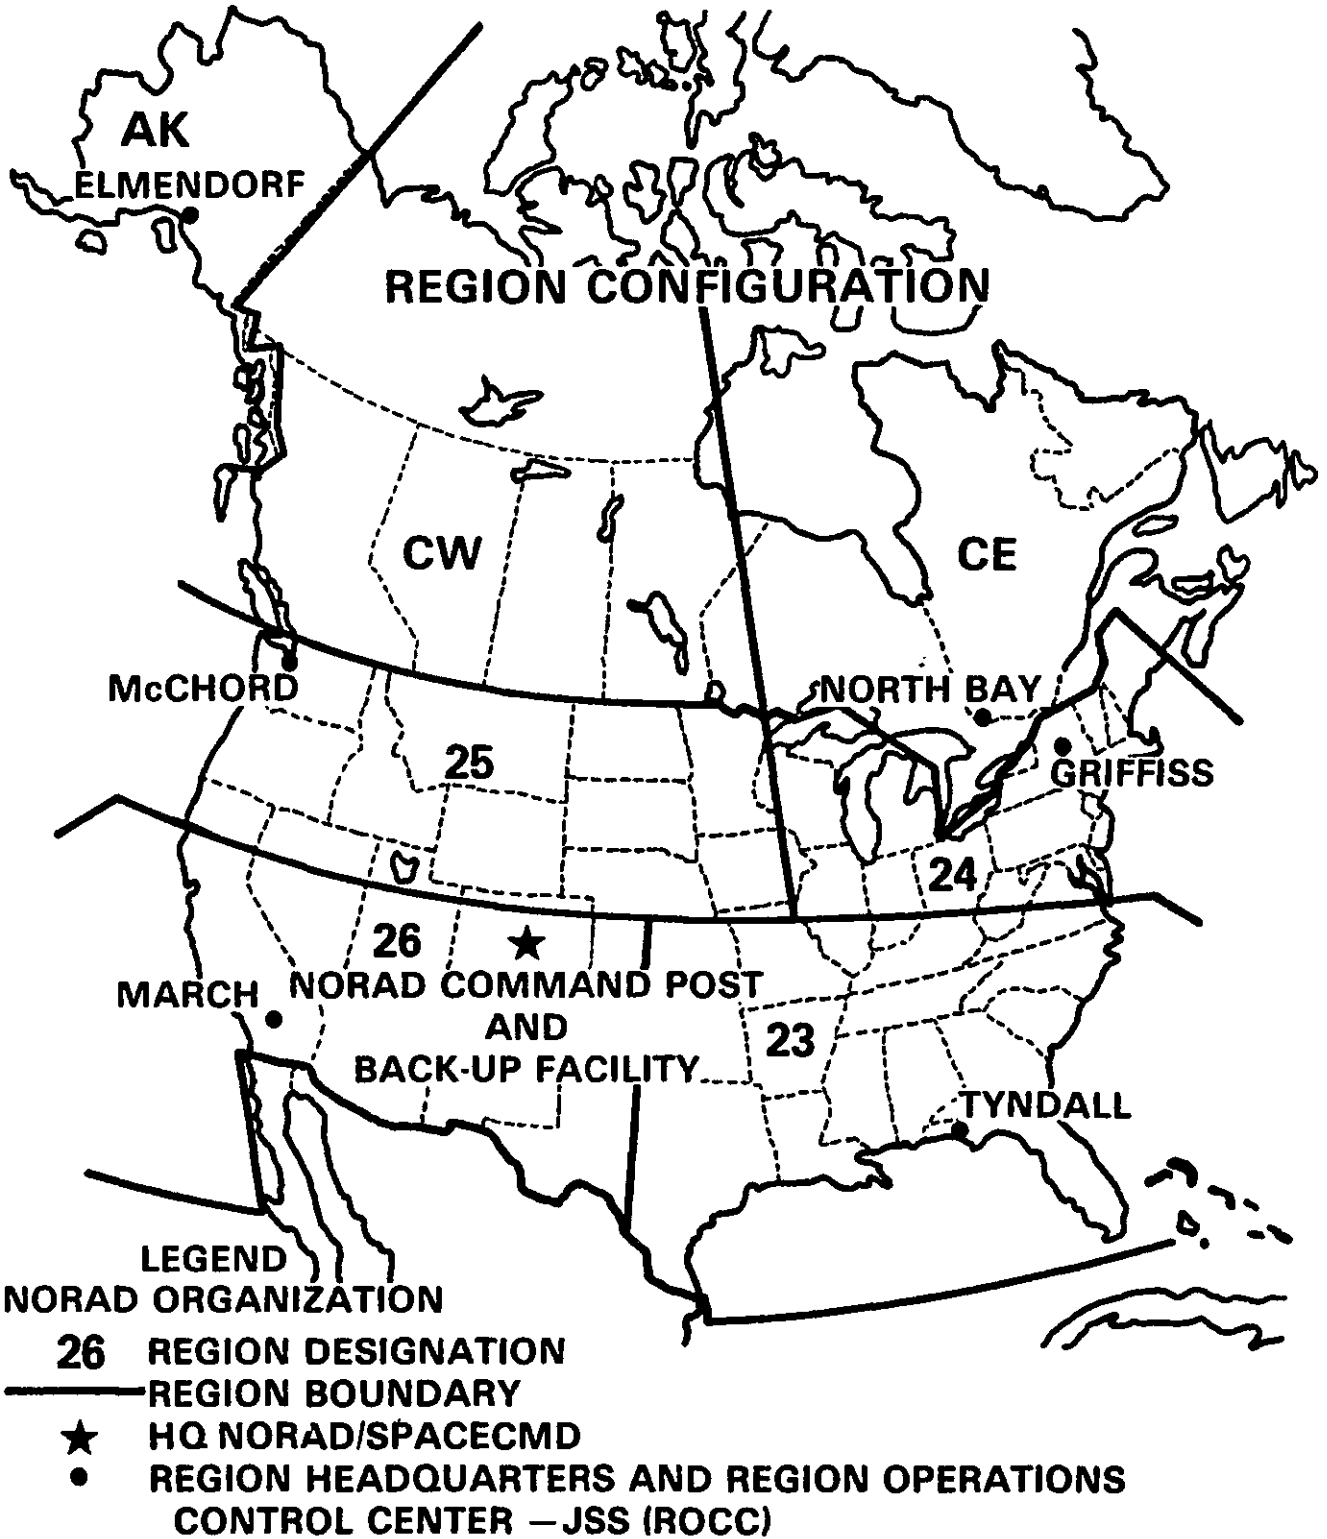 AK
ELMENDORF
REGION CONFIGURATION
CW
CE
McCHORD
NORTH BAY
25
GRIFFISS
24
26
MARCH
NORAD COMMAND POST
AND
BACK-UP FACILITY
23
TYNDALL
LEGEND
NORAD ORGANIZATION
26 REGION DESIGNATION
REGION BOUNDARY
HQ NORAD/SPACECMD
REGION HEADQUARTERS AND REGION OPERATIONS
CONTROL CENTER — JSS (ROCC)